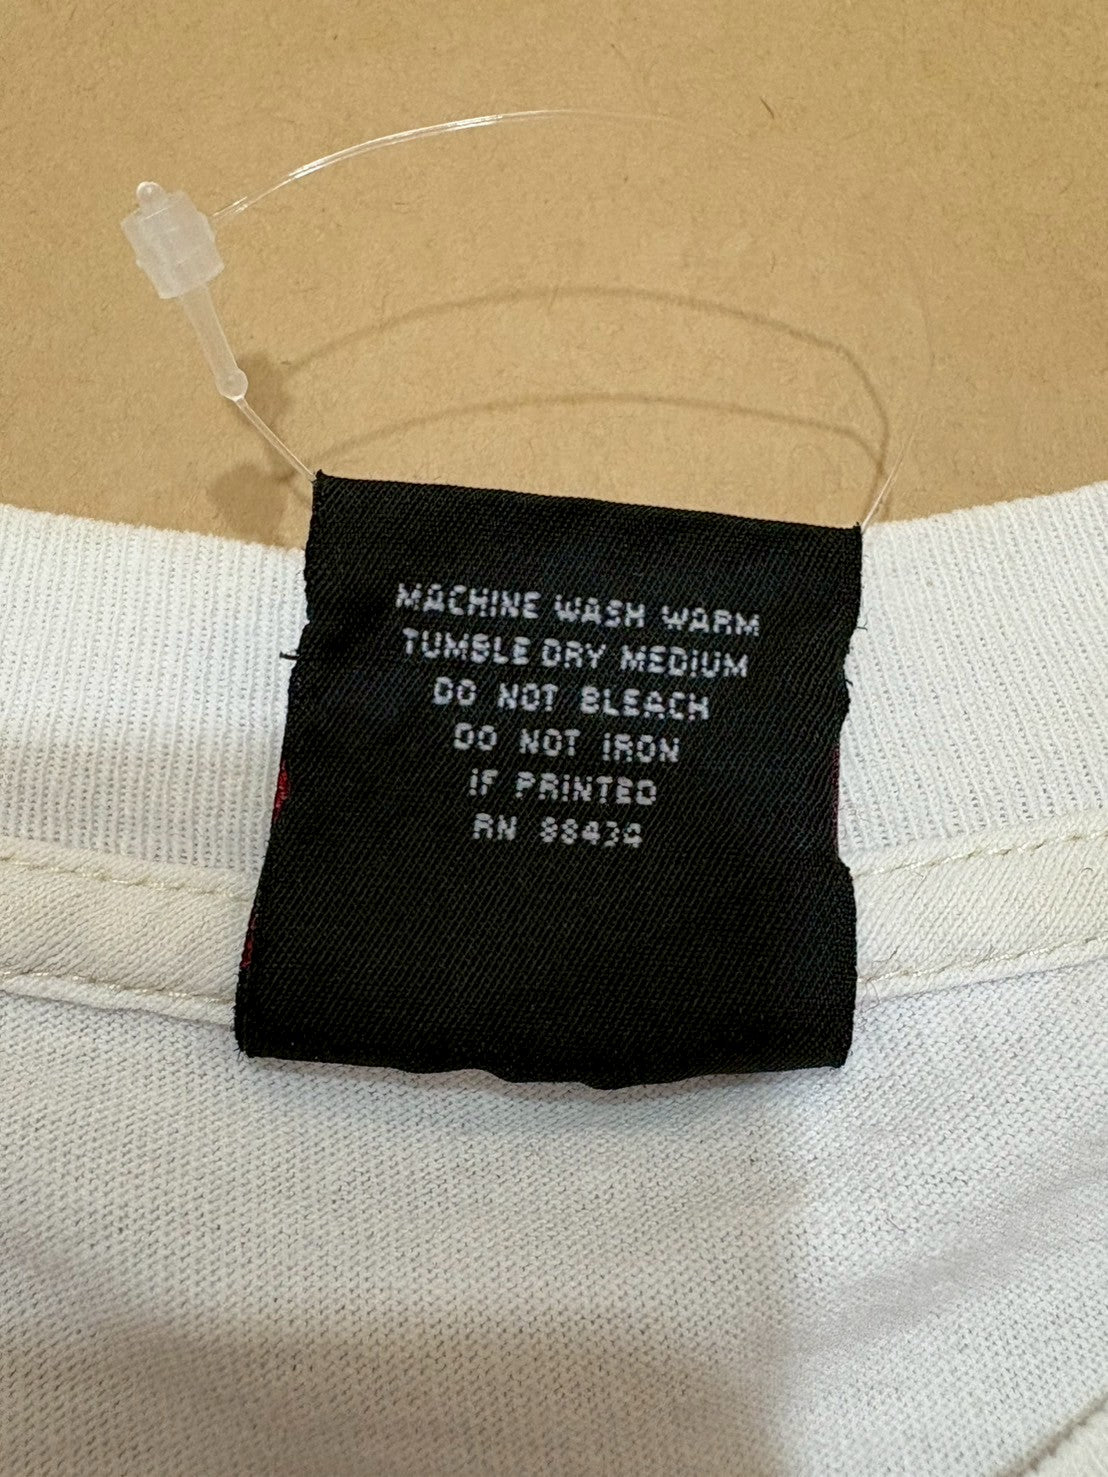 MACHINE WASH WARM
TUMBLE DRY MEDIUM
DO NOT BLEACH
DO NOT IRON
IF PRINTED
RN 88434